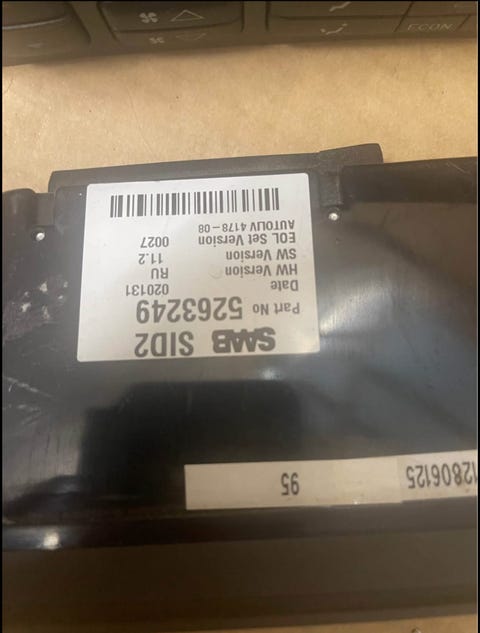 SAAB SID2
Part No 5263249
Date 020131
HW Version RU
SW Version 11.2
EOL Set Version 0027
AUTOLIV 4178-08
12806125 95
ECON